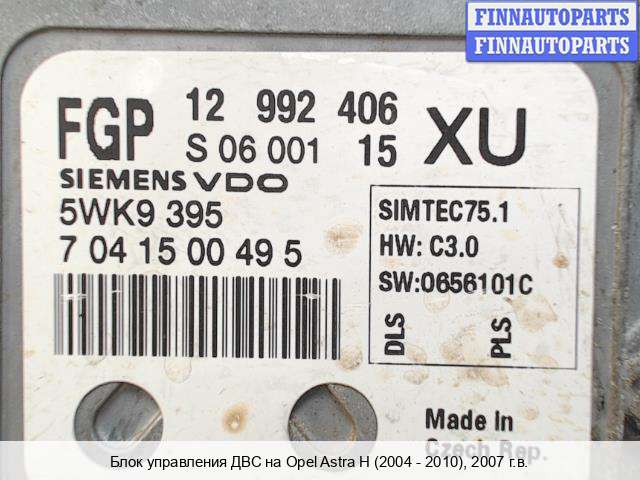 FINNAUTOPARTS
FINNAUTOPARTS
FGP 12 992 406 XU
S 06 001 15
SIEMENS VDO
5WK9 395
7 04 15 00 49 5
SIMTEC75.1
HW: C3.0
SW:0656101C
DLS PLS
Made In
Czech Rep.
Блок управления ДВС на Opel Astra H (2004 - 2010), 2007 г.в.